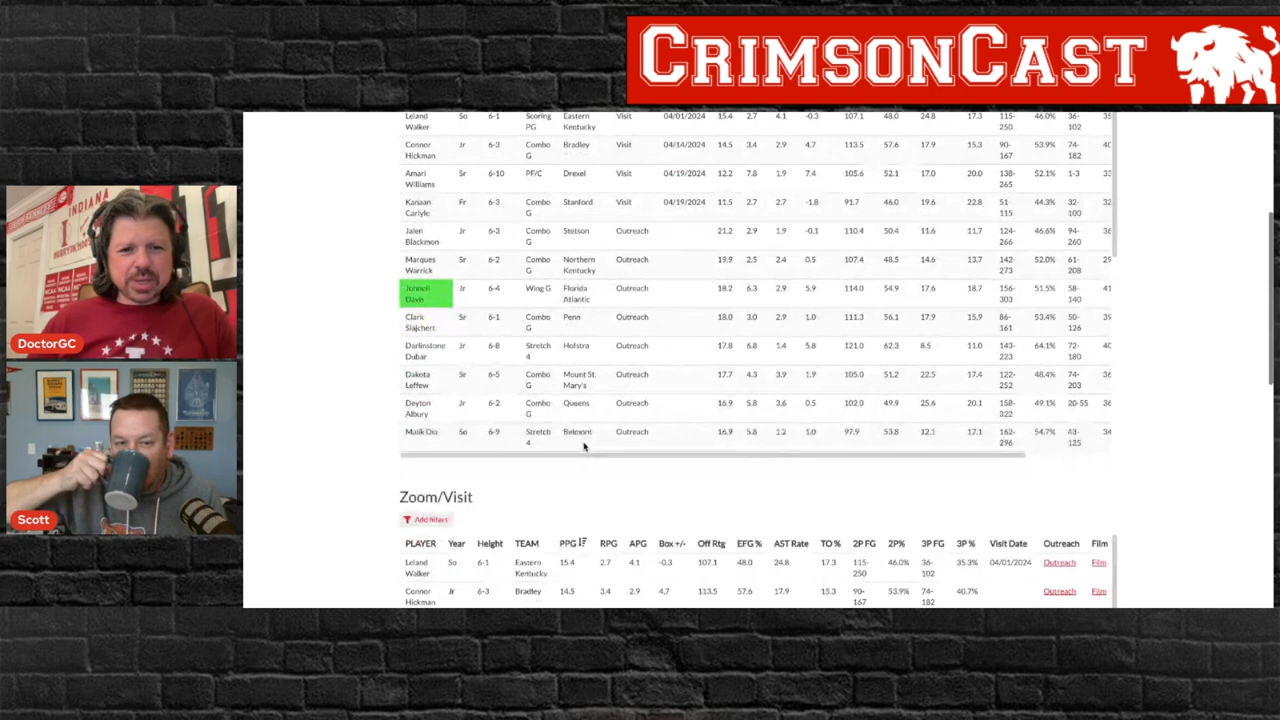 CRIMSONCAST
Leland Walker So 6-1 Scoring PG Eastern Kentucky Visit 04/01/2024 15.4 2.7 4.1 -0.3 107.1 48.0 24.8 17.3 115-250 46.0% 36-102
Connor Hickman Jr 6-3 Combo G Bradley Visit 04/14/2024 14.5 3.4 2.9 4.7 113.5 57.6 17.9 15.3 90-167 53.9% 74-182
Amari Williams Sr 6-10 PF/C Drexel Visit 04/19/2024 12.2 7.8 1.9 7.4 105.6 52.1 17.0 20.0 138-265 52.1% 1-3
Kanaan Carlyle Fr 6-3 Combo G Stanford Visit 04/19/2024 11.5 2.7 2.7 -1.8 91.7 46.0 19.6 22.8 51-115 44.3% 32-100
Jalen Blackmon Jr 6-3 Combo G Stetson Outreach 21.2 2.9 1.9 -0.1 110.4 50.4 11.6 11.7 124-266 46.6% 94-260
Marques Warrick Sr 6-2 Combo G Northern Kentucky Outreach 19.9 2.5 2.4 0.5 107.4 48.5 14.6 13.7 142-273 52.0% 61-208
Johnell Davis Jr 6-4 Wing G Florida Atlantic Outreach 18.2 6.3 2.9 5.9 114.0 54.9 17.6 18.7 156-303 51.5% 58-140
Clark Slajchert Sr 6-1 Combo G Penn Outreach 18.0 3.0 2.9 1.0 111.3 56.1 17.9 15.9 86-161 53.4% 50-126
Darlinstone Dubar Jr 6-8 Stretch 4 Hofstra Outreach 17.8 6.8 1.4 5.8 121.0 62.3 8.5 11.0 143-223 64.1% 72-180
Dakota Leffew Sr 6-5 Combo G Mount St. Mary's Outreach 17.7 4.3 3.9 1.9 105.0 51.2 22.5 17.4 122-252 48.4% 74-203
Deyton Albury Jr 6-2 Combo G Queens Outreach 16.9 5.8 3.6 0.5 102.0 49.9 25.6 20.1 158-322 49.1% 20-55
Malik Dia So 6-9 Stretch 4 Belmont Outreach 16.9 5.8 1.2 1.0 97.9 53.8 12.1 17.1 162-296 54.7% 43-125
Zoom/Visit
Add filters
PLAYER Year Height TEAM PPG RPG APG Box +/- Off Rtg EFG % AST Rate TO % 2P FG 2P% 3P FG 3P % Visit Date Outreach Film
Leland Walker So 6-1 Eastern Kentucky 15.4 2.7 4.1 -0.3 107.1 48.0 24.8 17.3 115-250 46.0% 36-102 35.3% 04/01/2024 Outreach Film
Connor Hickman Jr 6-3 Bradley 14.5 3.4 2.9 4.7 113.5 57.6 17.9 15.3 90-167 53.9% 74-182 40.7% Outreach Film
INDIANA
DoctorGC
Scott